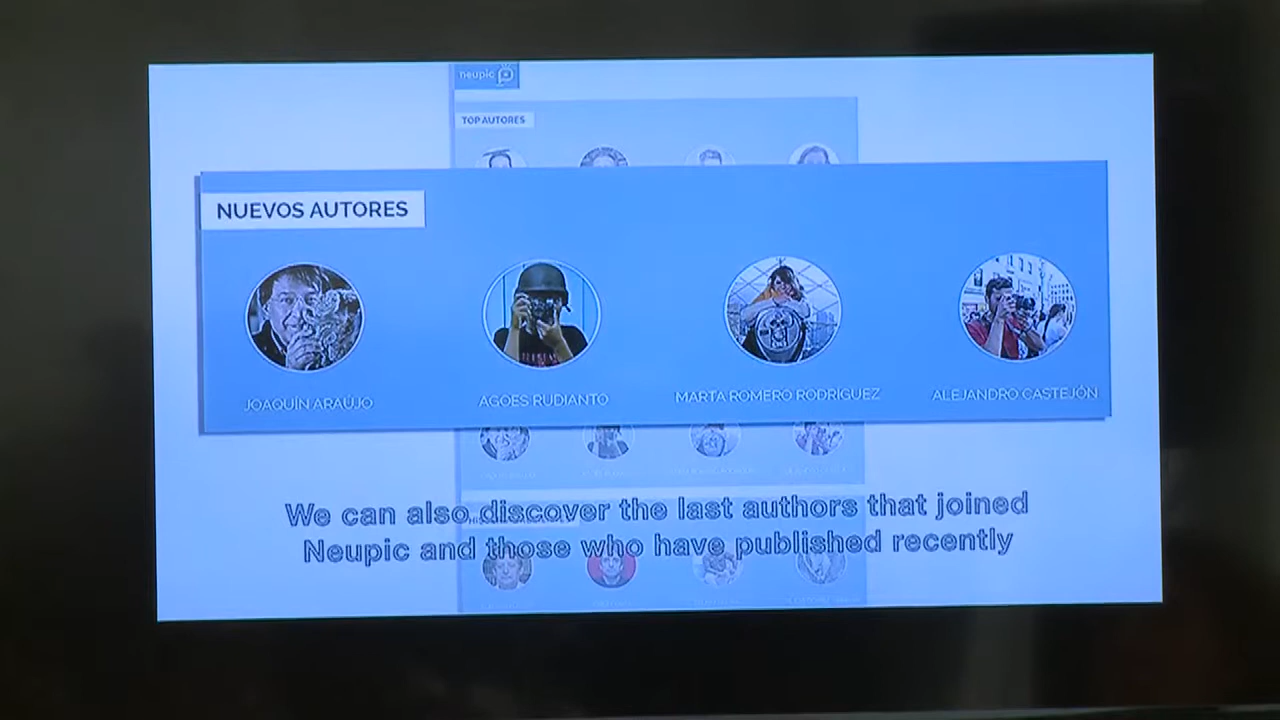 neupic
TOP AUTORES
NUEVOS AUTORES
JOAQUÍN ARAÚJO
AGOES RUDIANTO
MARTA ROMERO RODRÍGUEZ
ALEJANDRO CASTEJÓN
We can also discover the last authors that joined
Neupic and those who have published recently